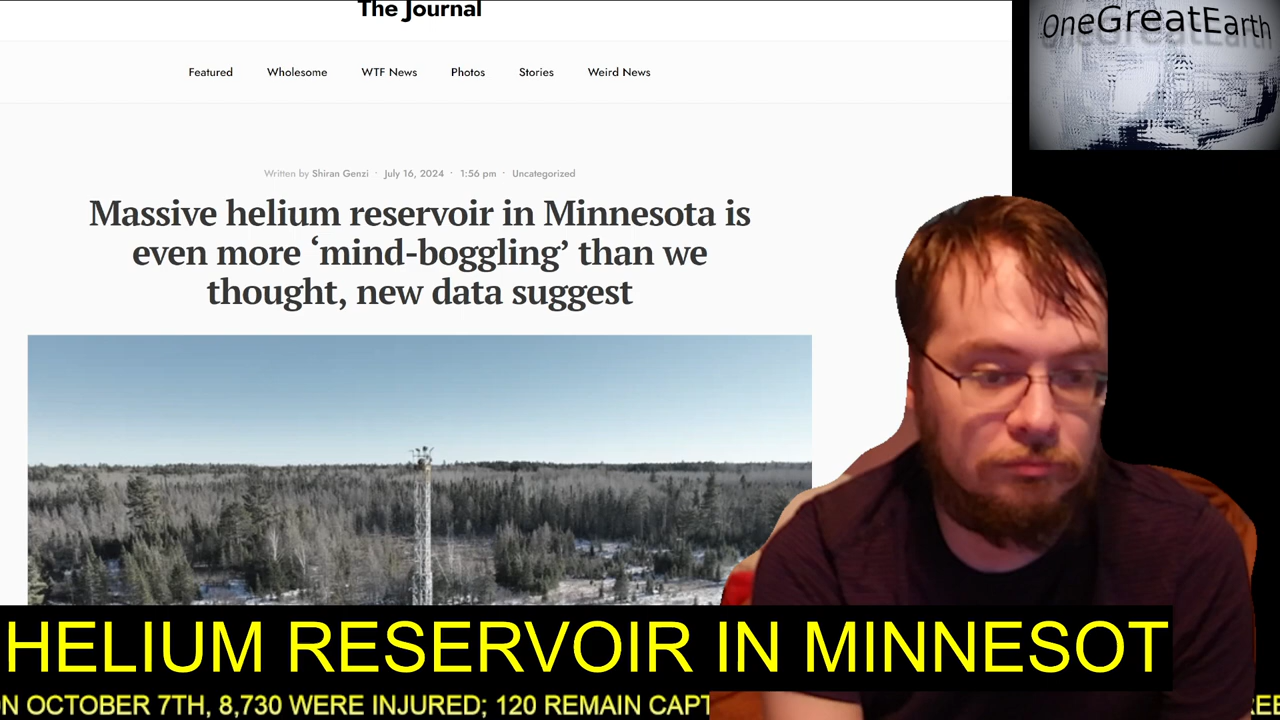 The Journal
OneGreatEarth
Featured Wholesome WTF News Photos Stories Weird News
Written by Shiran Genzi · July 16, 2024 · 1:56 pm · Uncategorized
Massive helium reservoir in Minnesota is
even more ‘mind-boggling’ than we
thought, new data suggest
HELIUM RESERVOIR IN MINNESOT
ON OCTOBER 7TH, 8,730 WERE INJURED; 120 REMAIN CAPT